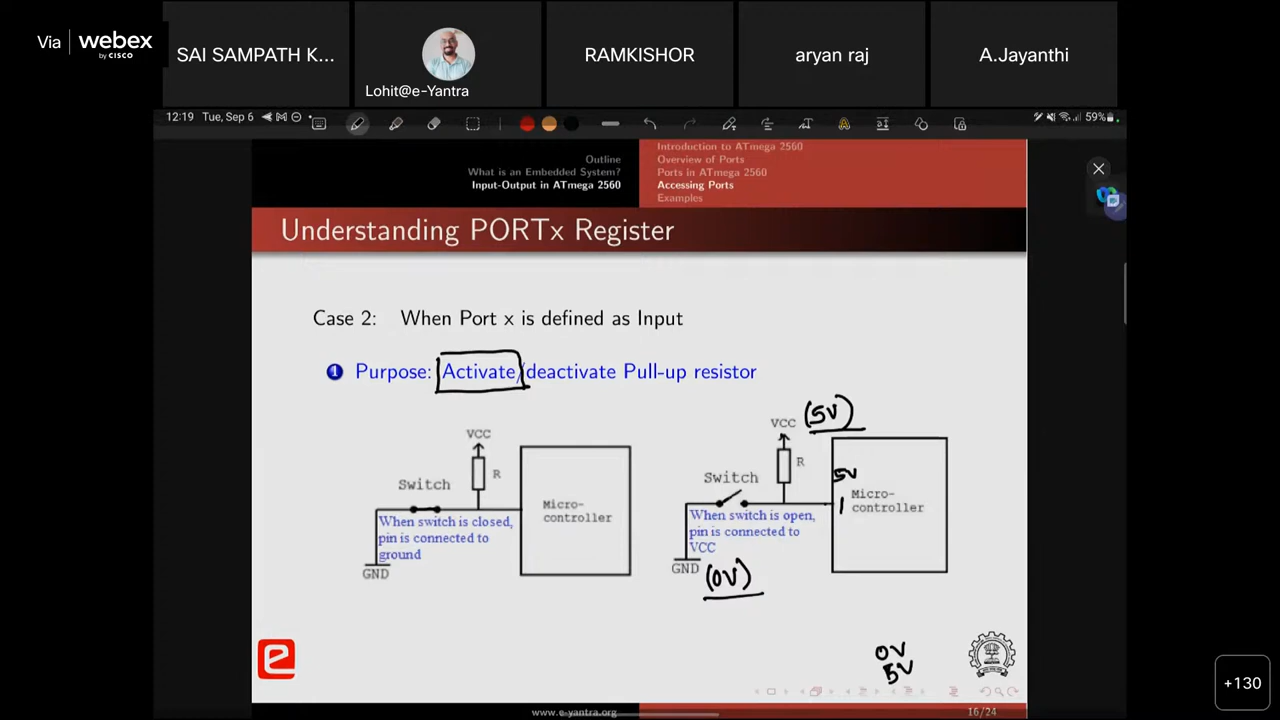 Via webex
by CISCO
SAI SAMPATH K...
Lohit@e-Yantra
RAMKISHOR
aryan raj
A.Jayanthi
12:19 Tue, Sep 6
59%
Outline
What is an Embedded System?
Input-Output in ATmega 2560
Introduction to ATmega 2560
Overview of Ports
Ports in ATmega 2560
Accessing Ports
Examples
Understanding PORTx Register
Case 2: When Port x is defined as Input
1 Purpose: Activate/deactivate Pull-up resistor
VCC
R
Switch
Micro-
controller
When switch is closed,
pin is connected to
ground
GND
VCC (5V)
R
Switch
5V
1
Micro-
controller
When switch is open,
pin is connected to
VCC
GND (0V)
0V
5V
e
www.e-yantra.org
16/24
+130